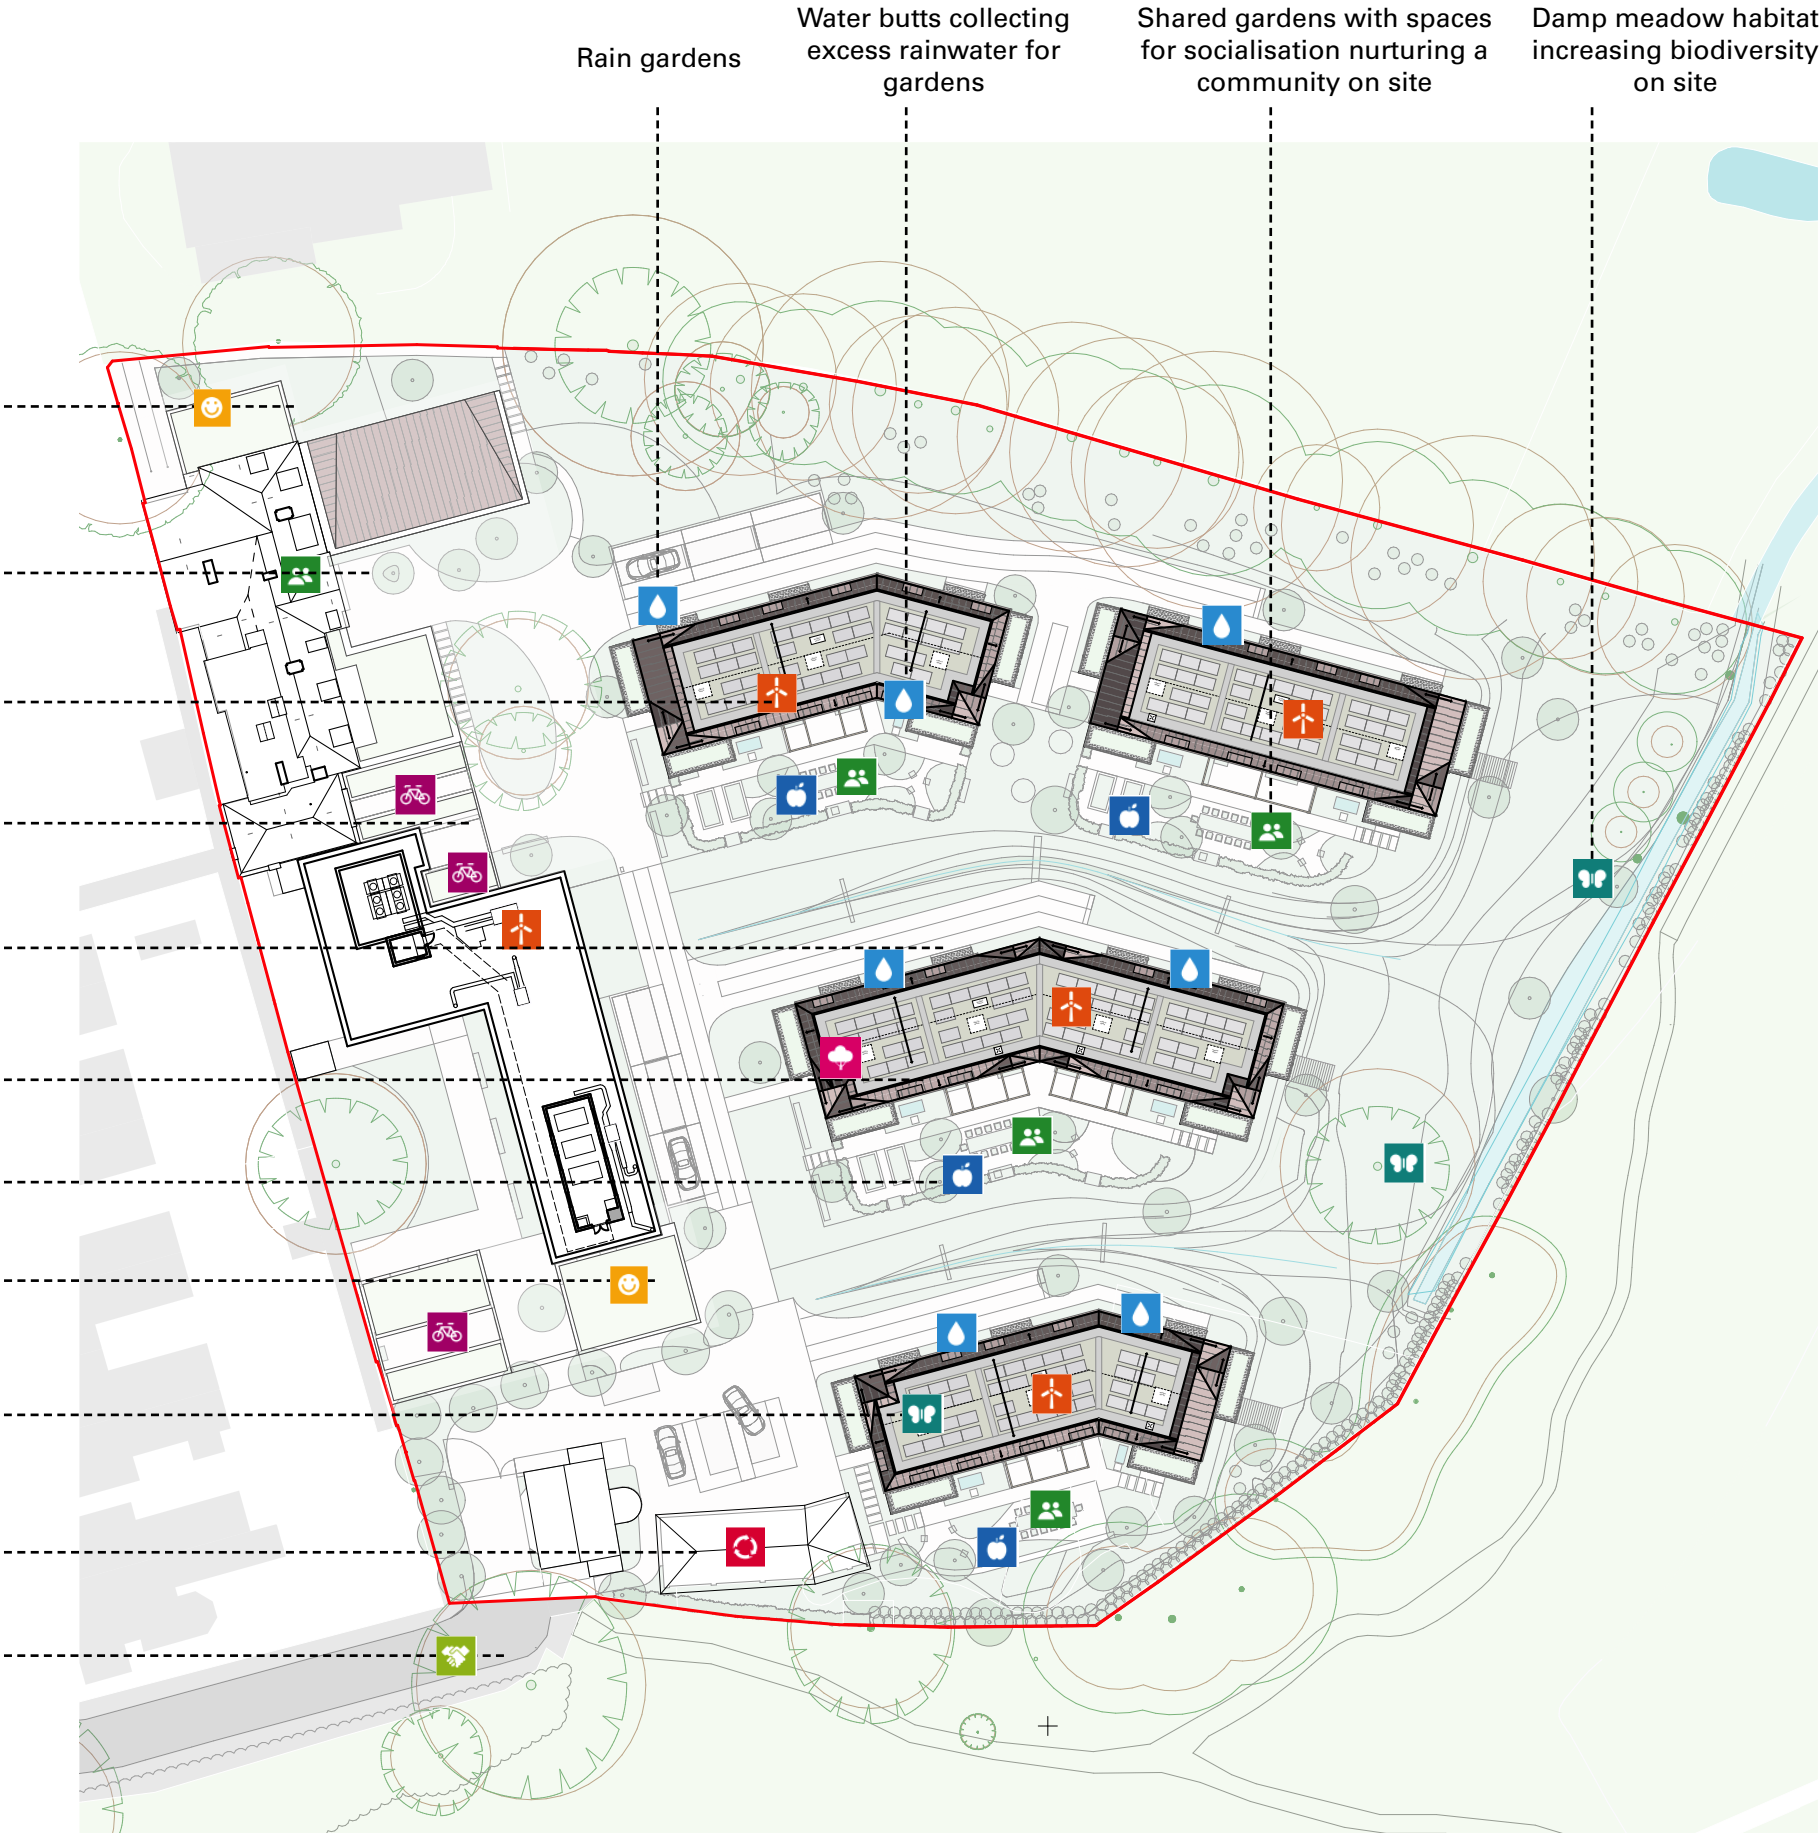 Rain gardens
Water butts collecting
excess rainwater for
gardens
Shared gardens with spaces
for socialisation nurturing a
community on site
Damp meadow habitat
increasing biodiversity
on site